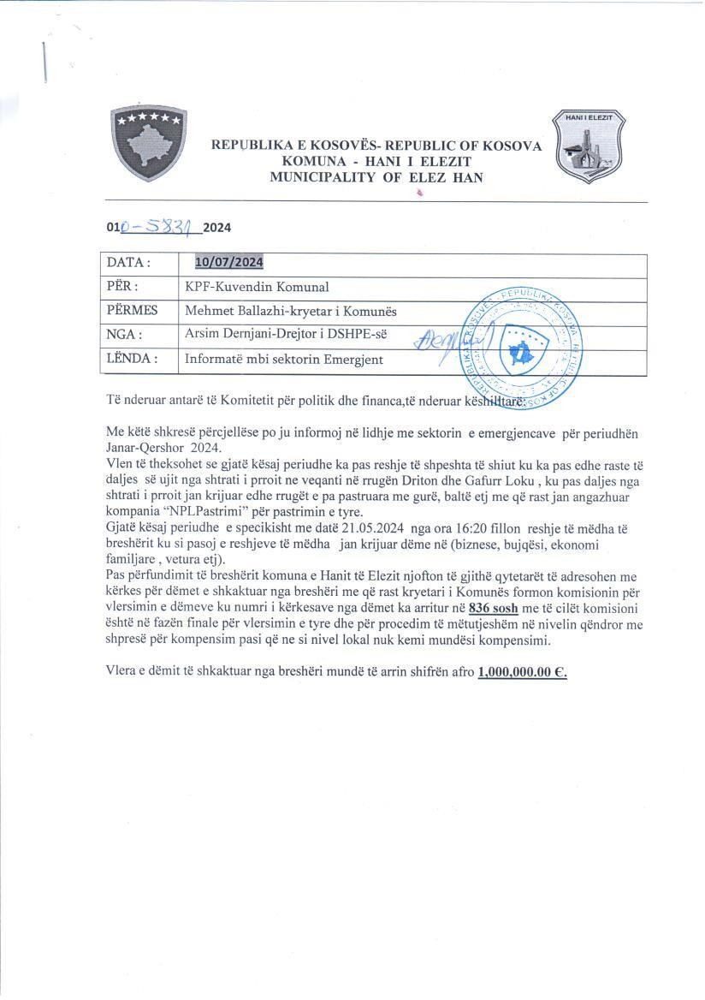 HANI I ELEZIT
REPUBLIKA E KOSOVËS- REPUBLIC OF KOSOVA
KOMUNA - HANI I ELEZIT
MUNICIPALITY OF ELEZ HAN
010-5831 2024
DATA : 10/07/2024
PËR : KPF-Kuvendin Komunal
PËRMES Mehmet Ballazhi-kryetar i Komunës
NGA : Arsim Dernjani-Drejtor i DSHPE-së
LËNDA : Informatë mbi sektorin Emergjent
REPUBLIKA E KOSOVËS - REPUBLIKA KOSOVA - REPUBLIC OF KOSOVA
Të nderuar antarë të Komitetit për politik dhe financa,të nderuar këshilltarë;
Me këtë shkresë përcjellëse po ju informoj në lidhje me sektorin e emergjencave për periudhën
Janar-Qershor 2024.
Vlen të theksohet se gjatë kësaj periudhe ka pas reshje të shpeshta të shiut ku ka pas edhe raste të
daljes së ujit nga shtrati i prroit ne veqanti në rrugën Driton dhe Gafurr Loku , ku pas daljes nga
shtrati i prroit jan krijuar edhe rrugët e pa pastruara me gurë, baltë etj me që rast jan angazhuar
kompania “NPLPastrimi” për pastrimin e tyre.
Gjatë kësaj periudhe e specikisht me datë 21.05.2024 nga ora 16:20 fillon reshje të mëdha të
breshërit ku si pasoj e reshjeve të mëdha jan krijuar dëme në (biznese, bujqësi, ekonomi
familjare , vetura etj).
Pas përfundimit të breshërit komuna e Hanit të Elezit njofton të gjithë qytetarët të adresohen me
kërkes për dëmet e shkaktuar nga breshëri me që rast kryetari i Komunës formon komisionin për
vlersimin e dëmeve ku numri i kërkesave nga dëmet ka arritur në 836 sosh me të cilët komisioni
është në fazën finale për vlersimin e tyre dhe për procedim të mëtutjeshëm në nivelin qëndror me
shpresë për kompensim pasi që ne si nivel lokal nuk kemi mundësi kompensimi.
Vlera e dëmit të shkaktuar nga breshëri mundë të arrin shifrën afro 1,000,000.00 €.